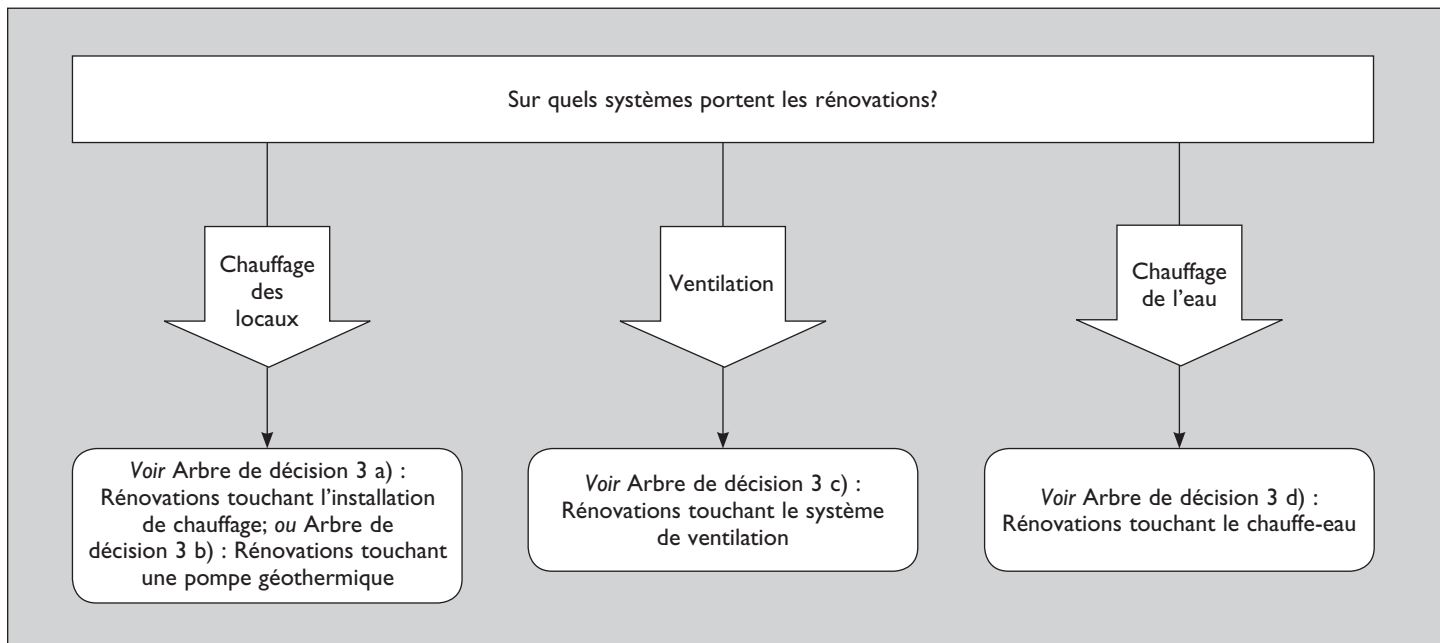 Sur quels systèmes portent les rénovations?
Chauffage
des
locaux
Ventilation
Chauffage
de l’eau
Voir Arbre de décision 3 a) :
Rénovations touchant l’installation
de chauffage; ou Arbre de
décision 3 b) : Rénovations touchant
une pompe géothermique
Voir Arbre de décision 3 c) :
Rénovations touchant le système
de ventilation
Voir Arbre de décision 3 d) :
Rénovations touchant le chauffe-eau